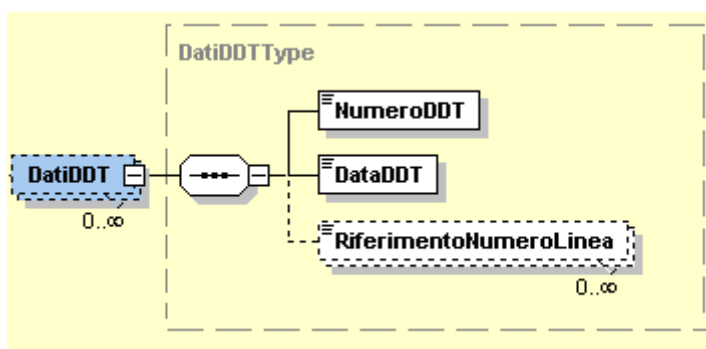 DatiDDTType
NumeroDDT
DatiDDT
DataDDT
0..∞
RiferimentoNumeroLinea
0..∞